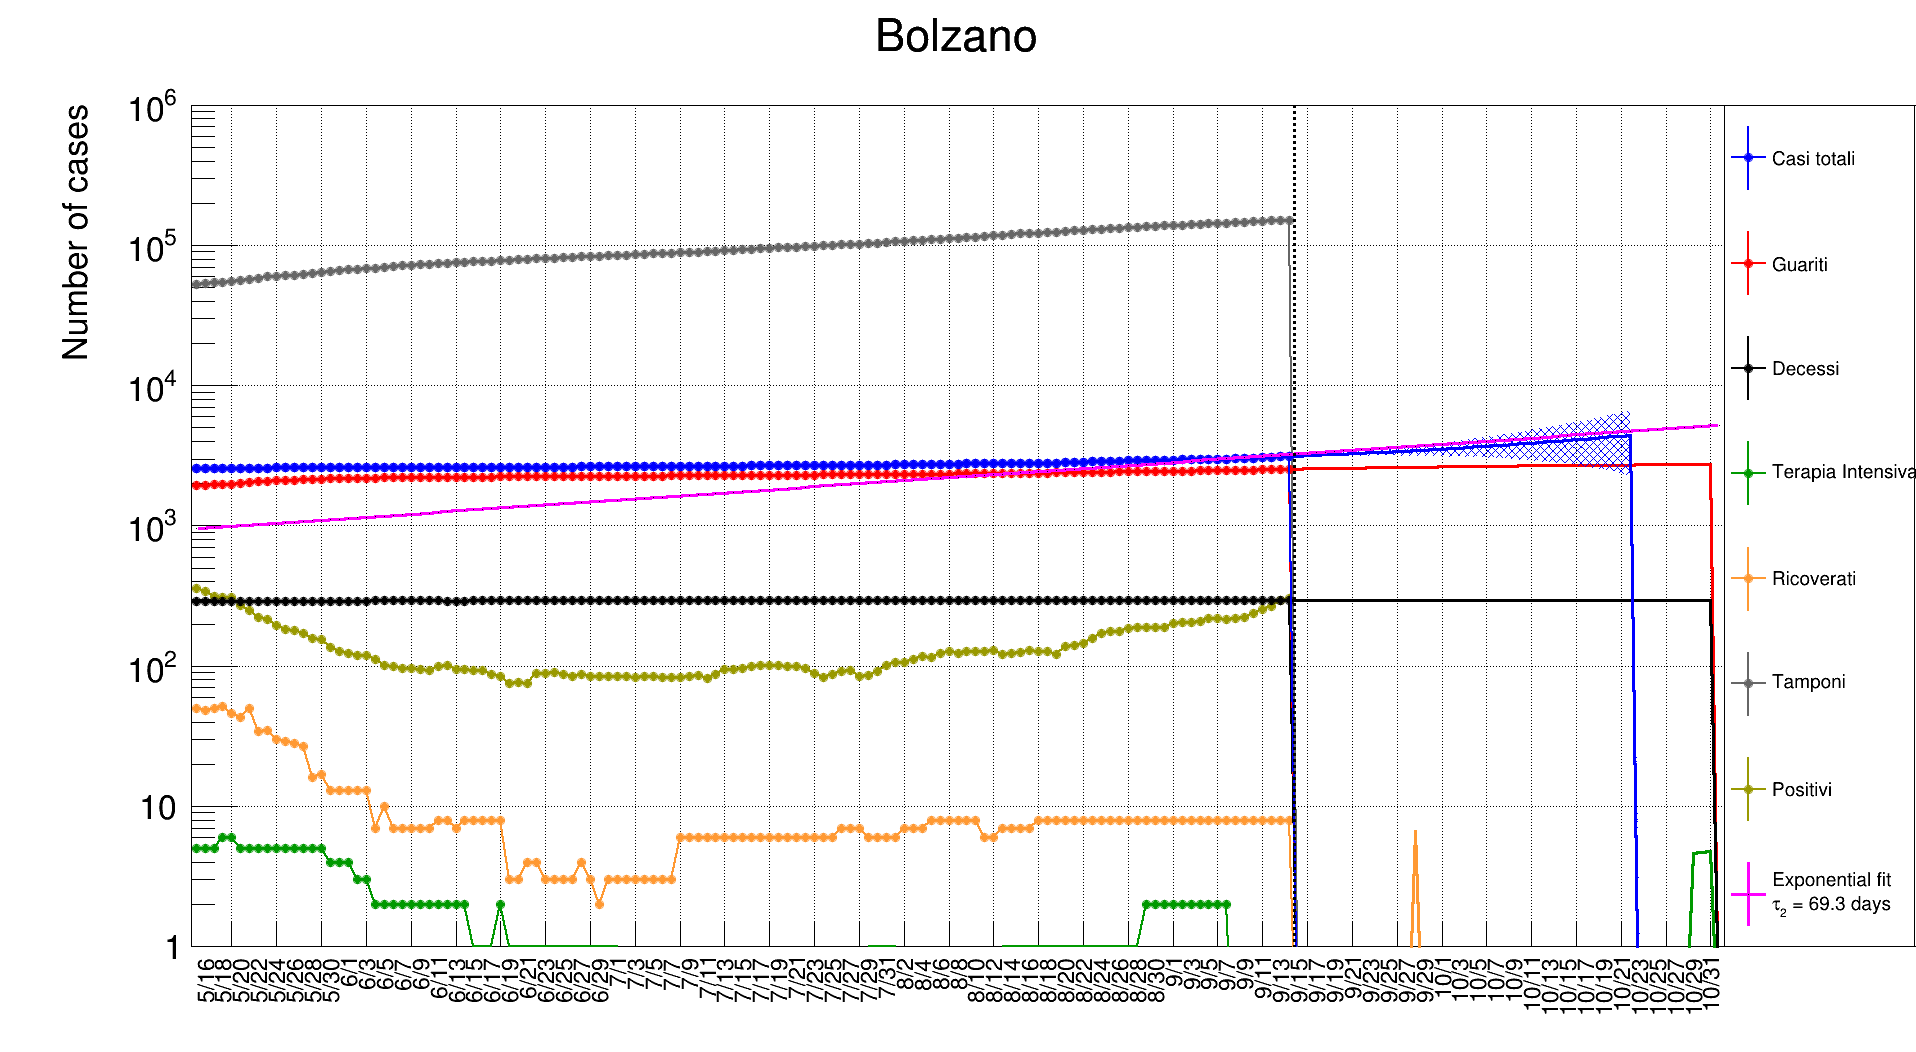 Bolzano
Number of cases
10^6
10^5
10^4
10^3
10^2
10
1
5/16 5/18 5/20 5/22 5/24 5/26 5/28 5/30 6/1 6/3 6/5 6/7 6/9 6/11 6/13 6/15 6/17 6/19 6/21 6/23 6/25 6/27 6/29 7/1 7/3 7/5 7/7 7/9 7/11 7/13 7/15 7/17 7/19 7/21 7/23 7/25 7/27 7/29 7/31 8/2 8/4 8/6 8/8 8/10 8/12 8/14 8/16 8/18 8/20 8/22 8/24 8/26 8/28 8/30 9/1 9/3 9/5 9/7 9/9 9/11 9/13 9/15 9/17 9/19 9/21 9/23 9/25 9/27 9/29 10/1 10/3 10/5 10/7 10/9 10/11 10/13 10/15 10/17 10/19 10/21 10/23 10/25 10/27 10/29 10/31
Casi totali
Guariti
Decessi
Terapia Intensiva
Ricoverati
Tamponi
Positivi
Exponential fit
τ₂ = 69.3 days